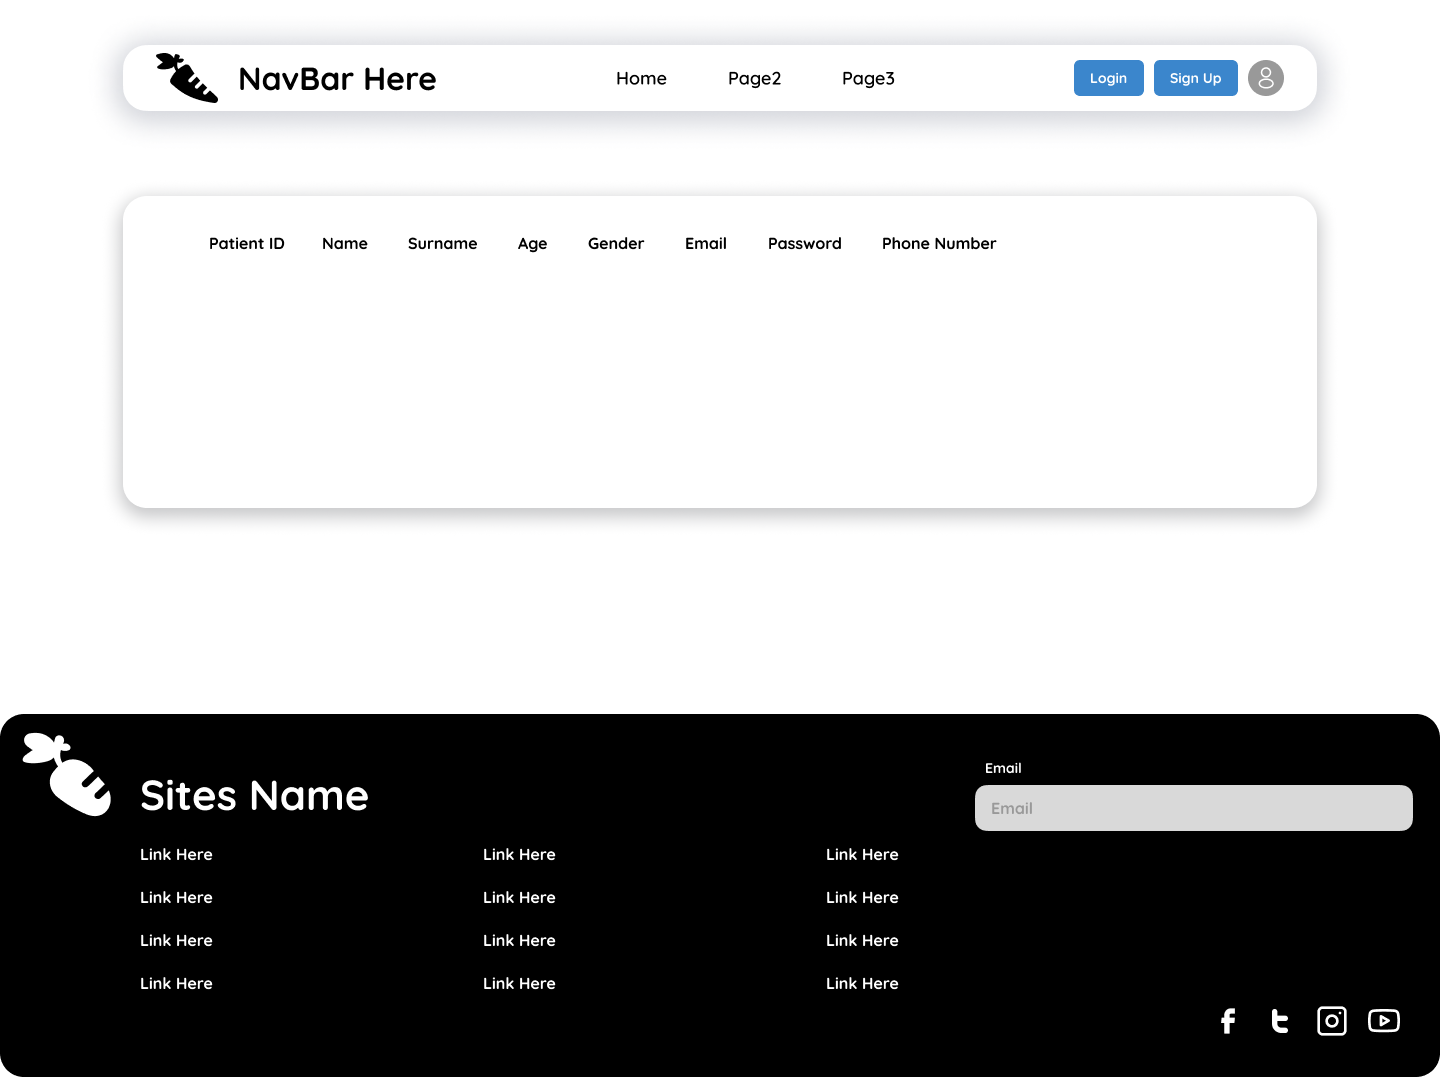 NavBar Here
Home Page2 Page3
Login Sign Up
Patient ID Name Surname Age Gender Email Password Phone Number
Sites Name
Email
Email
Link Here Link Here Link Here
Link Here Link Here Link Here
Link Here Link Here Link Here
Link Here Link Here Link Here